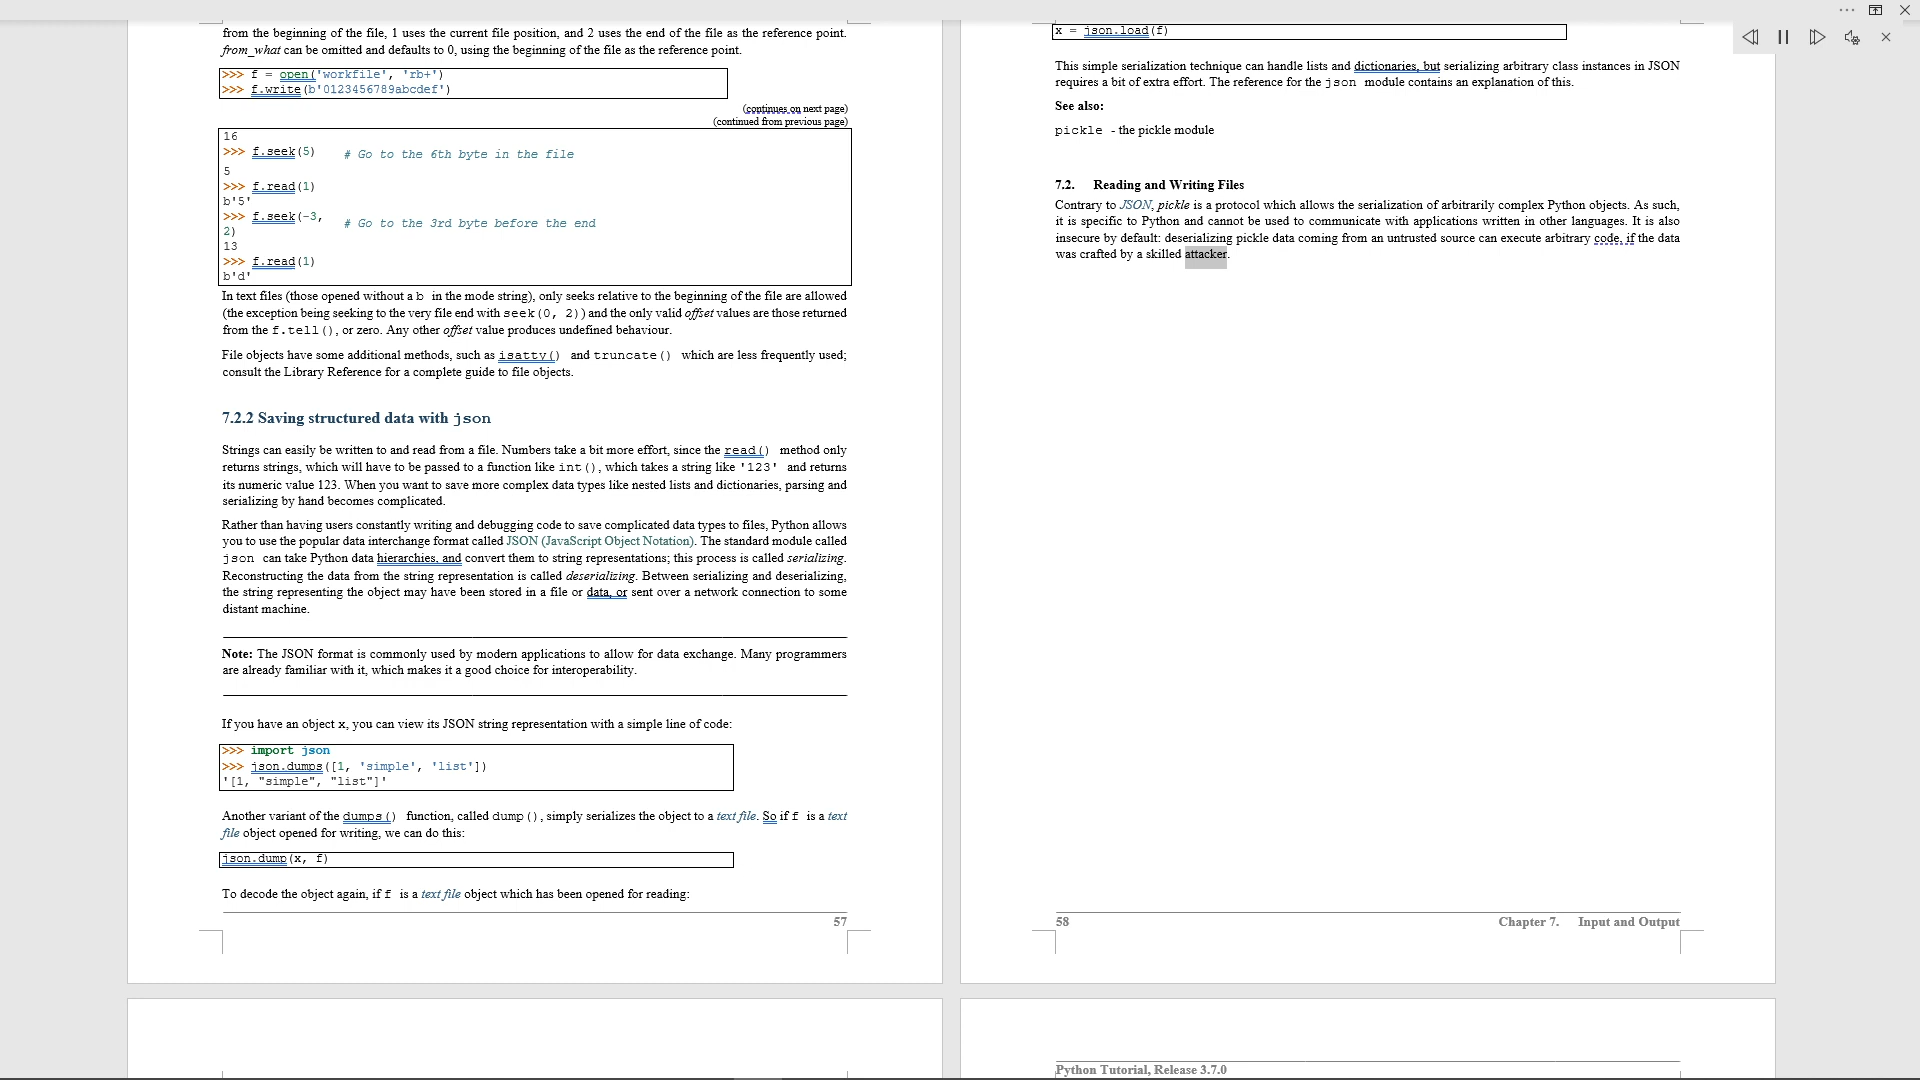 from the beginning of the file, 1 uses the current file position, and 2 uses the end of the file as the reference point.
from_what can be omitted and defaults to 0, using the beginning of the file as the reference point.
>>> f = open('workfile', 'rb+')
>>> f.write(b'0123456789abcdef')
(continues on next page)
(continued from previous page)
16
>>> f.seek(5) # Go to the 6th byte in the file
5
>>> f.read(1)
b'5'
>>> f.seek(-3, # Go to the 3rd byte before the end
2)
13
>>> f.read(1)
b'd'
In text files (those opened without a b in the mode string), only seeks relative to the beginning of the file are allowed
(the exception being seeking to the very file end with seek(0, 2)) and the only valid offset values are those returned
from the f.tell(), or zero. Any other offset value produces undefined behaviour.
File objects have some additional methods, such as isatty() and truncate() which are less frequently used;
consult the Library Reference for a complete guide to file objects.
7.2.2 Saving structured data with json
Strings can easily be written to and read from a file. Numbers take a bit more effort, since the read() method only
returns strings, which will have to be passed to a function like int(), which takes a string like '123' and returns
its numeric value 123. When you want to save more complex data types like nested lists and dictionaries, parsing and
serializing by hand becomes complicated.
Rather than having users constantly writing and debugging code to save complicated data types to files, Python allows
you to use the popular data interchange format called JSON (JavaScript Object Notation). The standard module called
json can take Python data hierarchies, and convert them to string representations; this process is called serializing.
Reconstructing the data from the string representation is called deserializing. Between serializing and deserializing,
the string representing the object may have been stored in a file or data, or sent over a network connection to some
distant machine.
Note: The JSON format is commonly used by modern applications to allow for data exchange. Many programmers
are already familiar with it, which makes it a good choice for interoperability.
If you have an object x, you can view its JSON string representation with a simple line of code:
>>> import json
>>> json.dumps([1, 'simple', 'list'])
'[1, "simple", "list"]'
Another variant of the dumps() function, called dump(), simply serializes the object to a text file. So if f is a text
file object opened for writing, we can do this:
json.dump(x, f)
To decode the object again, if f is a text file object which has been opened for reading:
57
x = json.load(f)
This simple serialization technique can handle lists and dictionaries, but serializing arbitrary class instances in JSON
requires a bit of extra effort. The reference for the json module contains an explanation of this.
See also:
pickle - the pickle module
7.2. Reading and Writing Files
Contrary to JSON, pickle is a protocol which allows the serialization of arbitrarily complex Python objects. As such,
it is specific to Python and cannot be used to communicate with applications written in other languages. It is also
insecure by default: deserializing pickle data coming from an untrusted source can execute arbitrary code, if the data
was crafted by a skilled attacker.
58 Chapter 7. Input and Output
Python Tutorial, Release 3.7.0